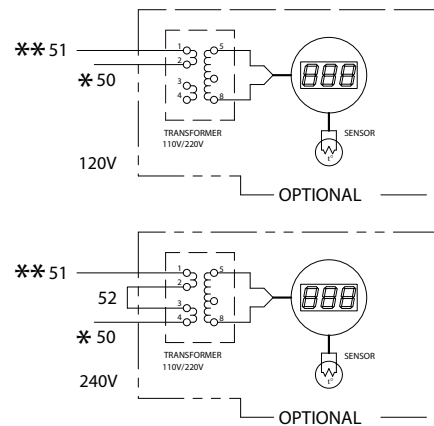 ** 51
* 50
1
2
3
4
5
8
888
TRANSFORMER
110V/220V
SENSOR
t°
120V
OPTIONAL
** 51
52
* 50
1
2
3
4
5
8
888
TRANSFORMER
110V/220V
SENSOR
t°
240V
OPTIONAL